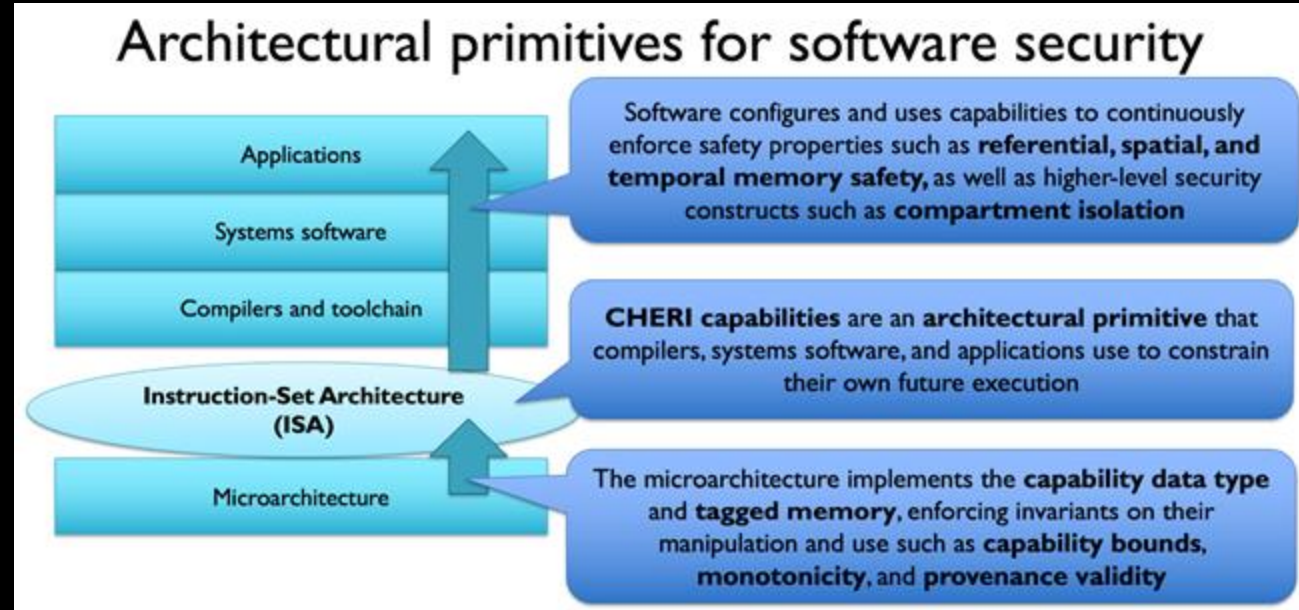 Architectural primitives for software security
Applications
Systems software
Compilers and toolchain
Instruction-Set Architecture
(ISA)
Microarchitecture
Software configures and uses capabilities to continuously
enforce safety properties such as referential, spatial, and
temporal memory safety, as well as higher-level security
constructs such as compartment isolation
CHERI capabilities are an architectural primitive that
compilers, systems software, and applications use to constrain
their own future execution
The microarchitecture implements the capability data type
and tagged memory, enforcing invariants on their
manipulation and use such as capability bounds,
monotonicity, and provenance validity